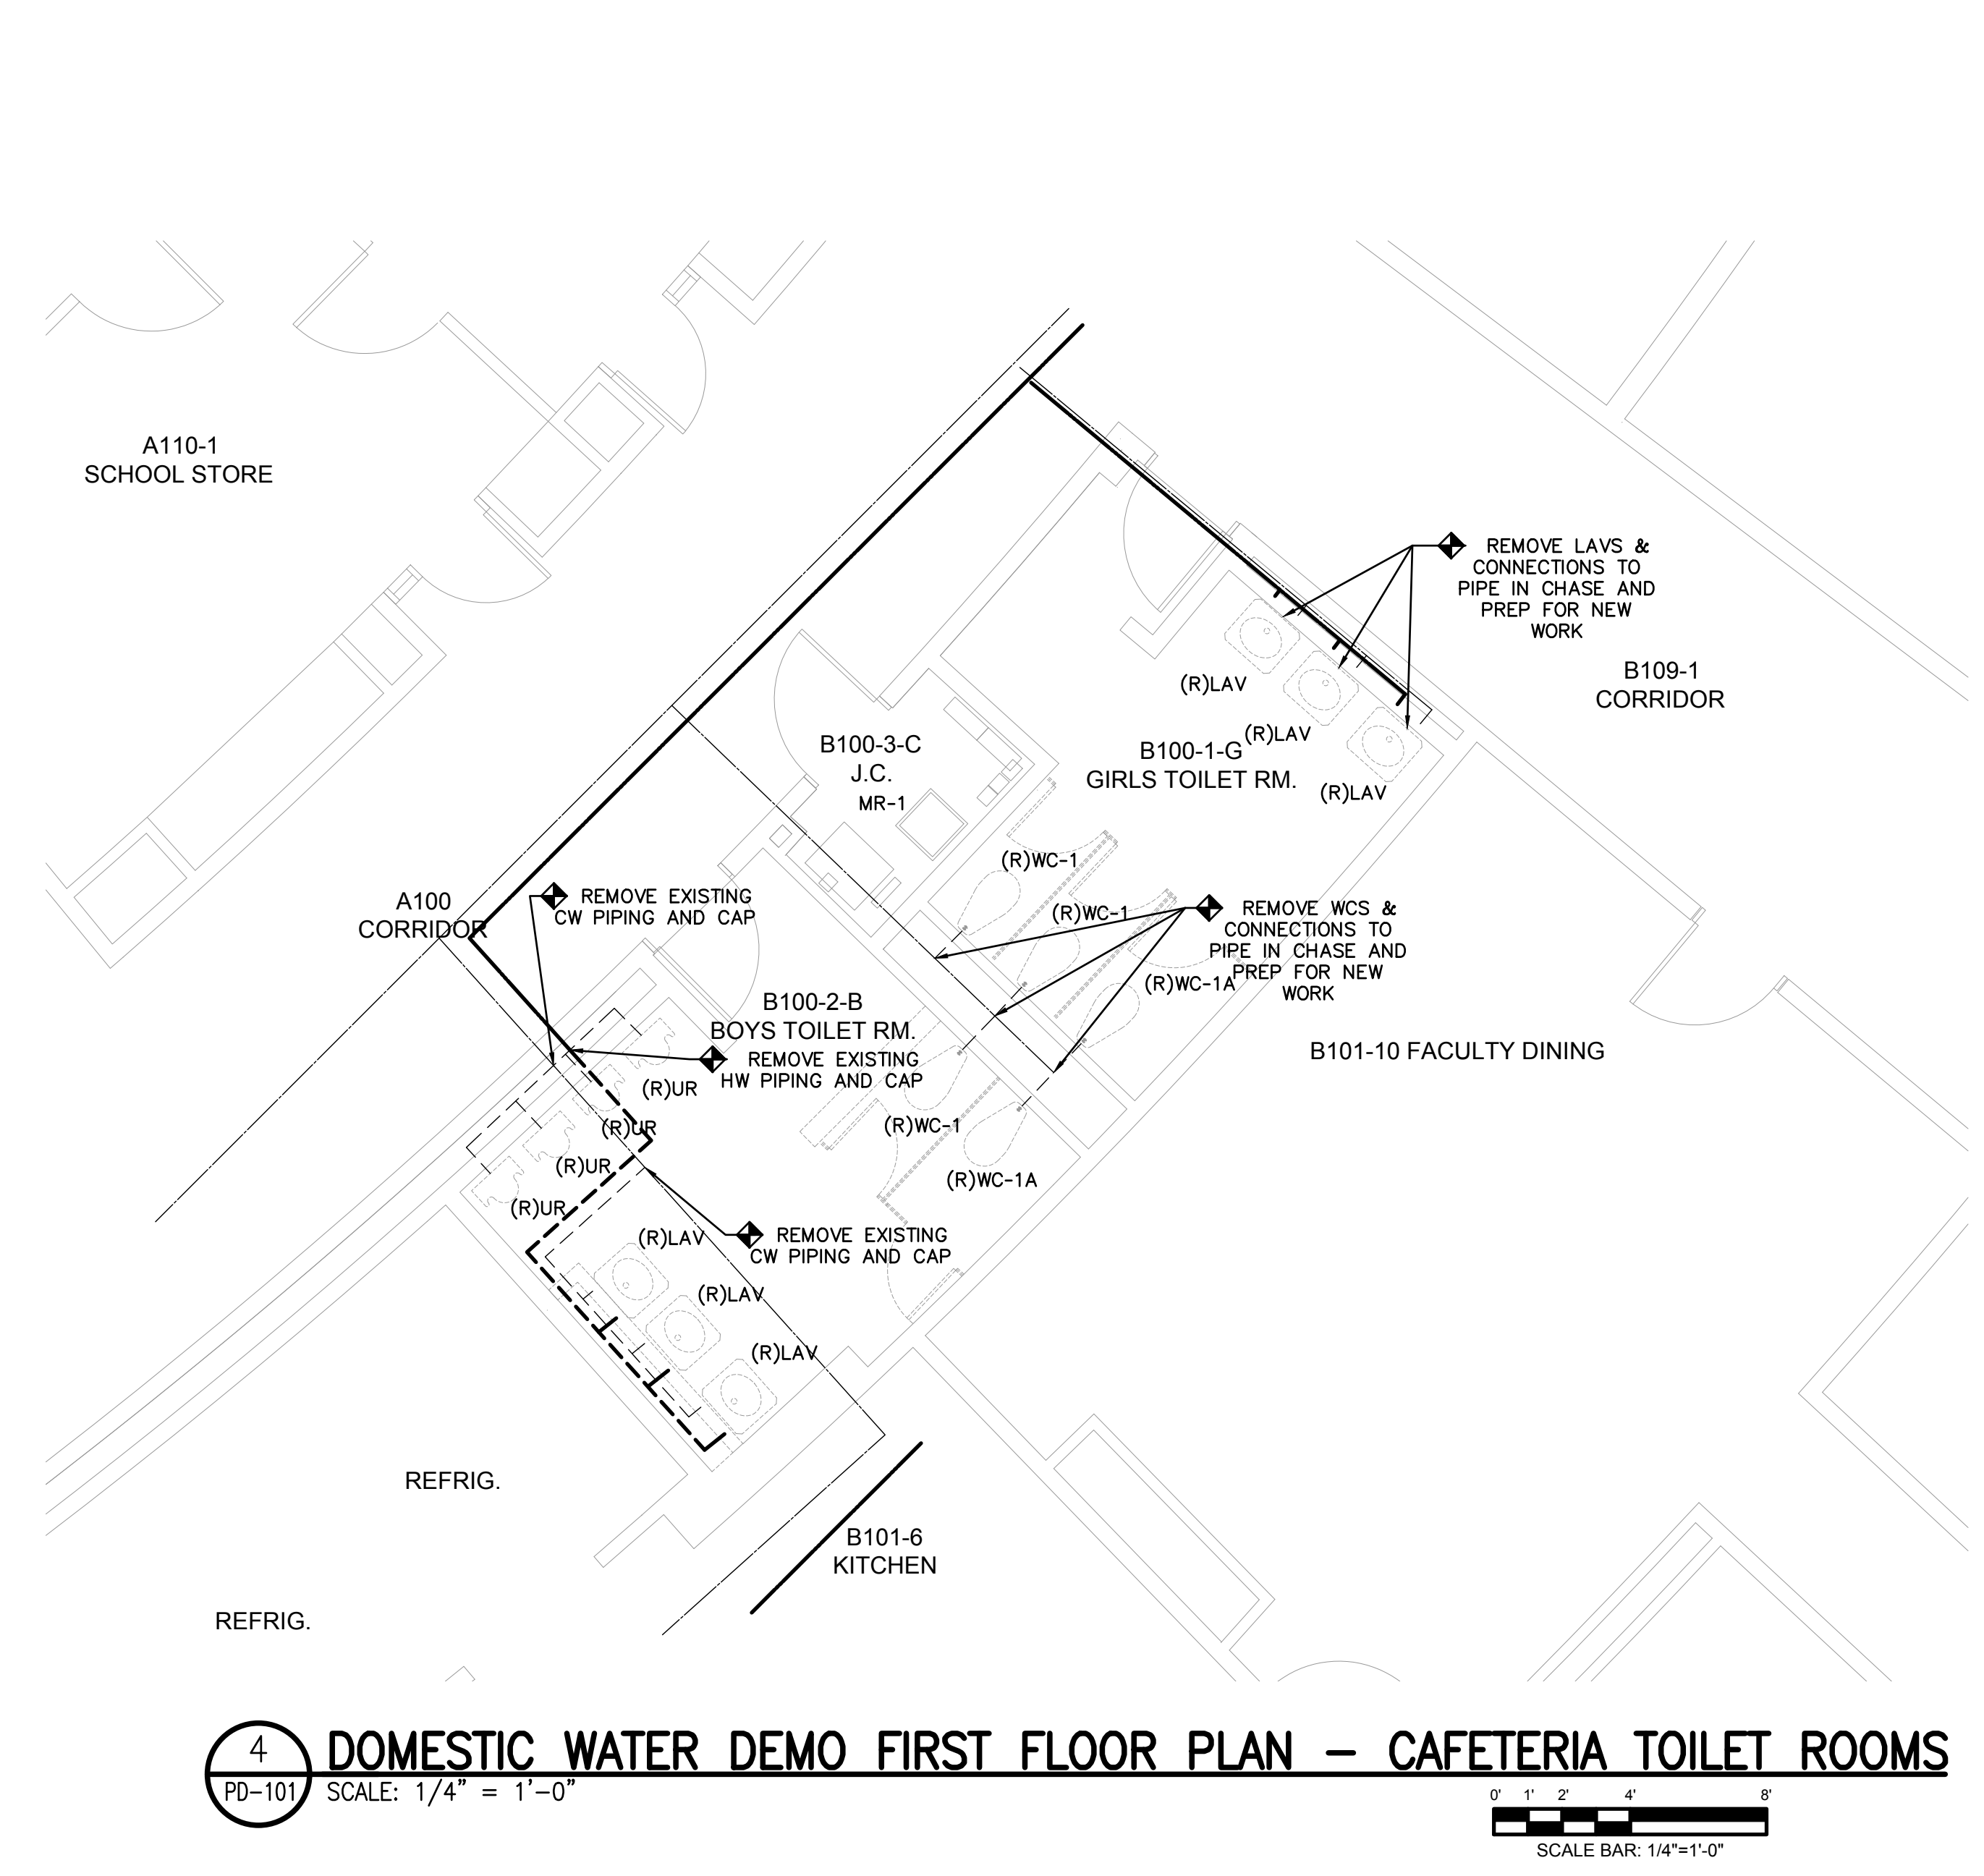 A110-1
SCHOOL STORE
REMOVE LAVS &
CONNECTIONS TO
PIPE IN CHASE AND
PREP FOR NEW
WORK
B109-1
CORRIDOR
(R)LAV
(R)LAV
(R)LAV
B100-3-C
J.C.
MR-1
B100-1-G
GIRLS TOILET RM.
(R)WC-1
(R)WC-1
(R)WC-1A
REMOVE WCS &
CONNECTIONS TO
PIPE IN CHASE AND
PREP FOR NEW
WORK
A100
CORRIDOR
REMOVE EXISTING
CW PIPING AND CAP
B100-2-B
BOYS TOILET RM.
REMOVE EXISTING
HW PIPING AND CAP
B101-10 FACULTY DINING
(R)UR
(R)UR
(R)UR
(R)UR
(R)WC-1
(R)WC-1A
REMOVE EXISTING
CW PIPING AND CAP
(R)LAV
(R)LAV
(R)LAV
REFRIG.
B101-6
KITCHEN
REFRIG.
4
PD-101
DOMESTIC WATER DEMO FIRST FLOOR PLAN - CAFETERIA TOILET ROOMS
SCALE: 1/4" = 1'-0"
0' 1' 2' 4' 8'
SCALE BAR: 1/4"=1'-0"